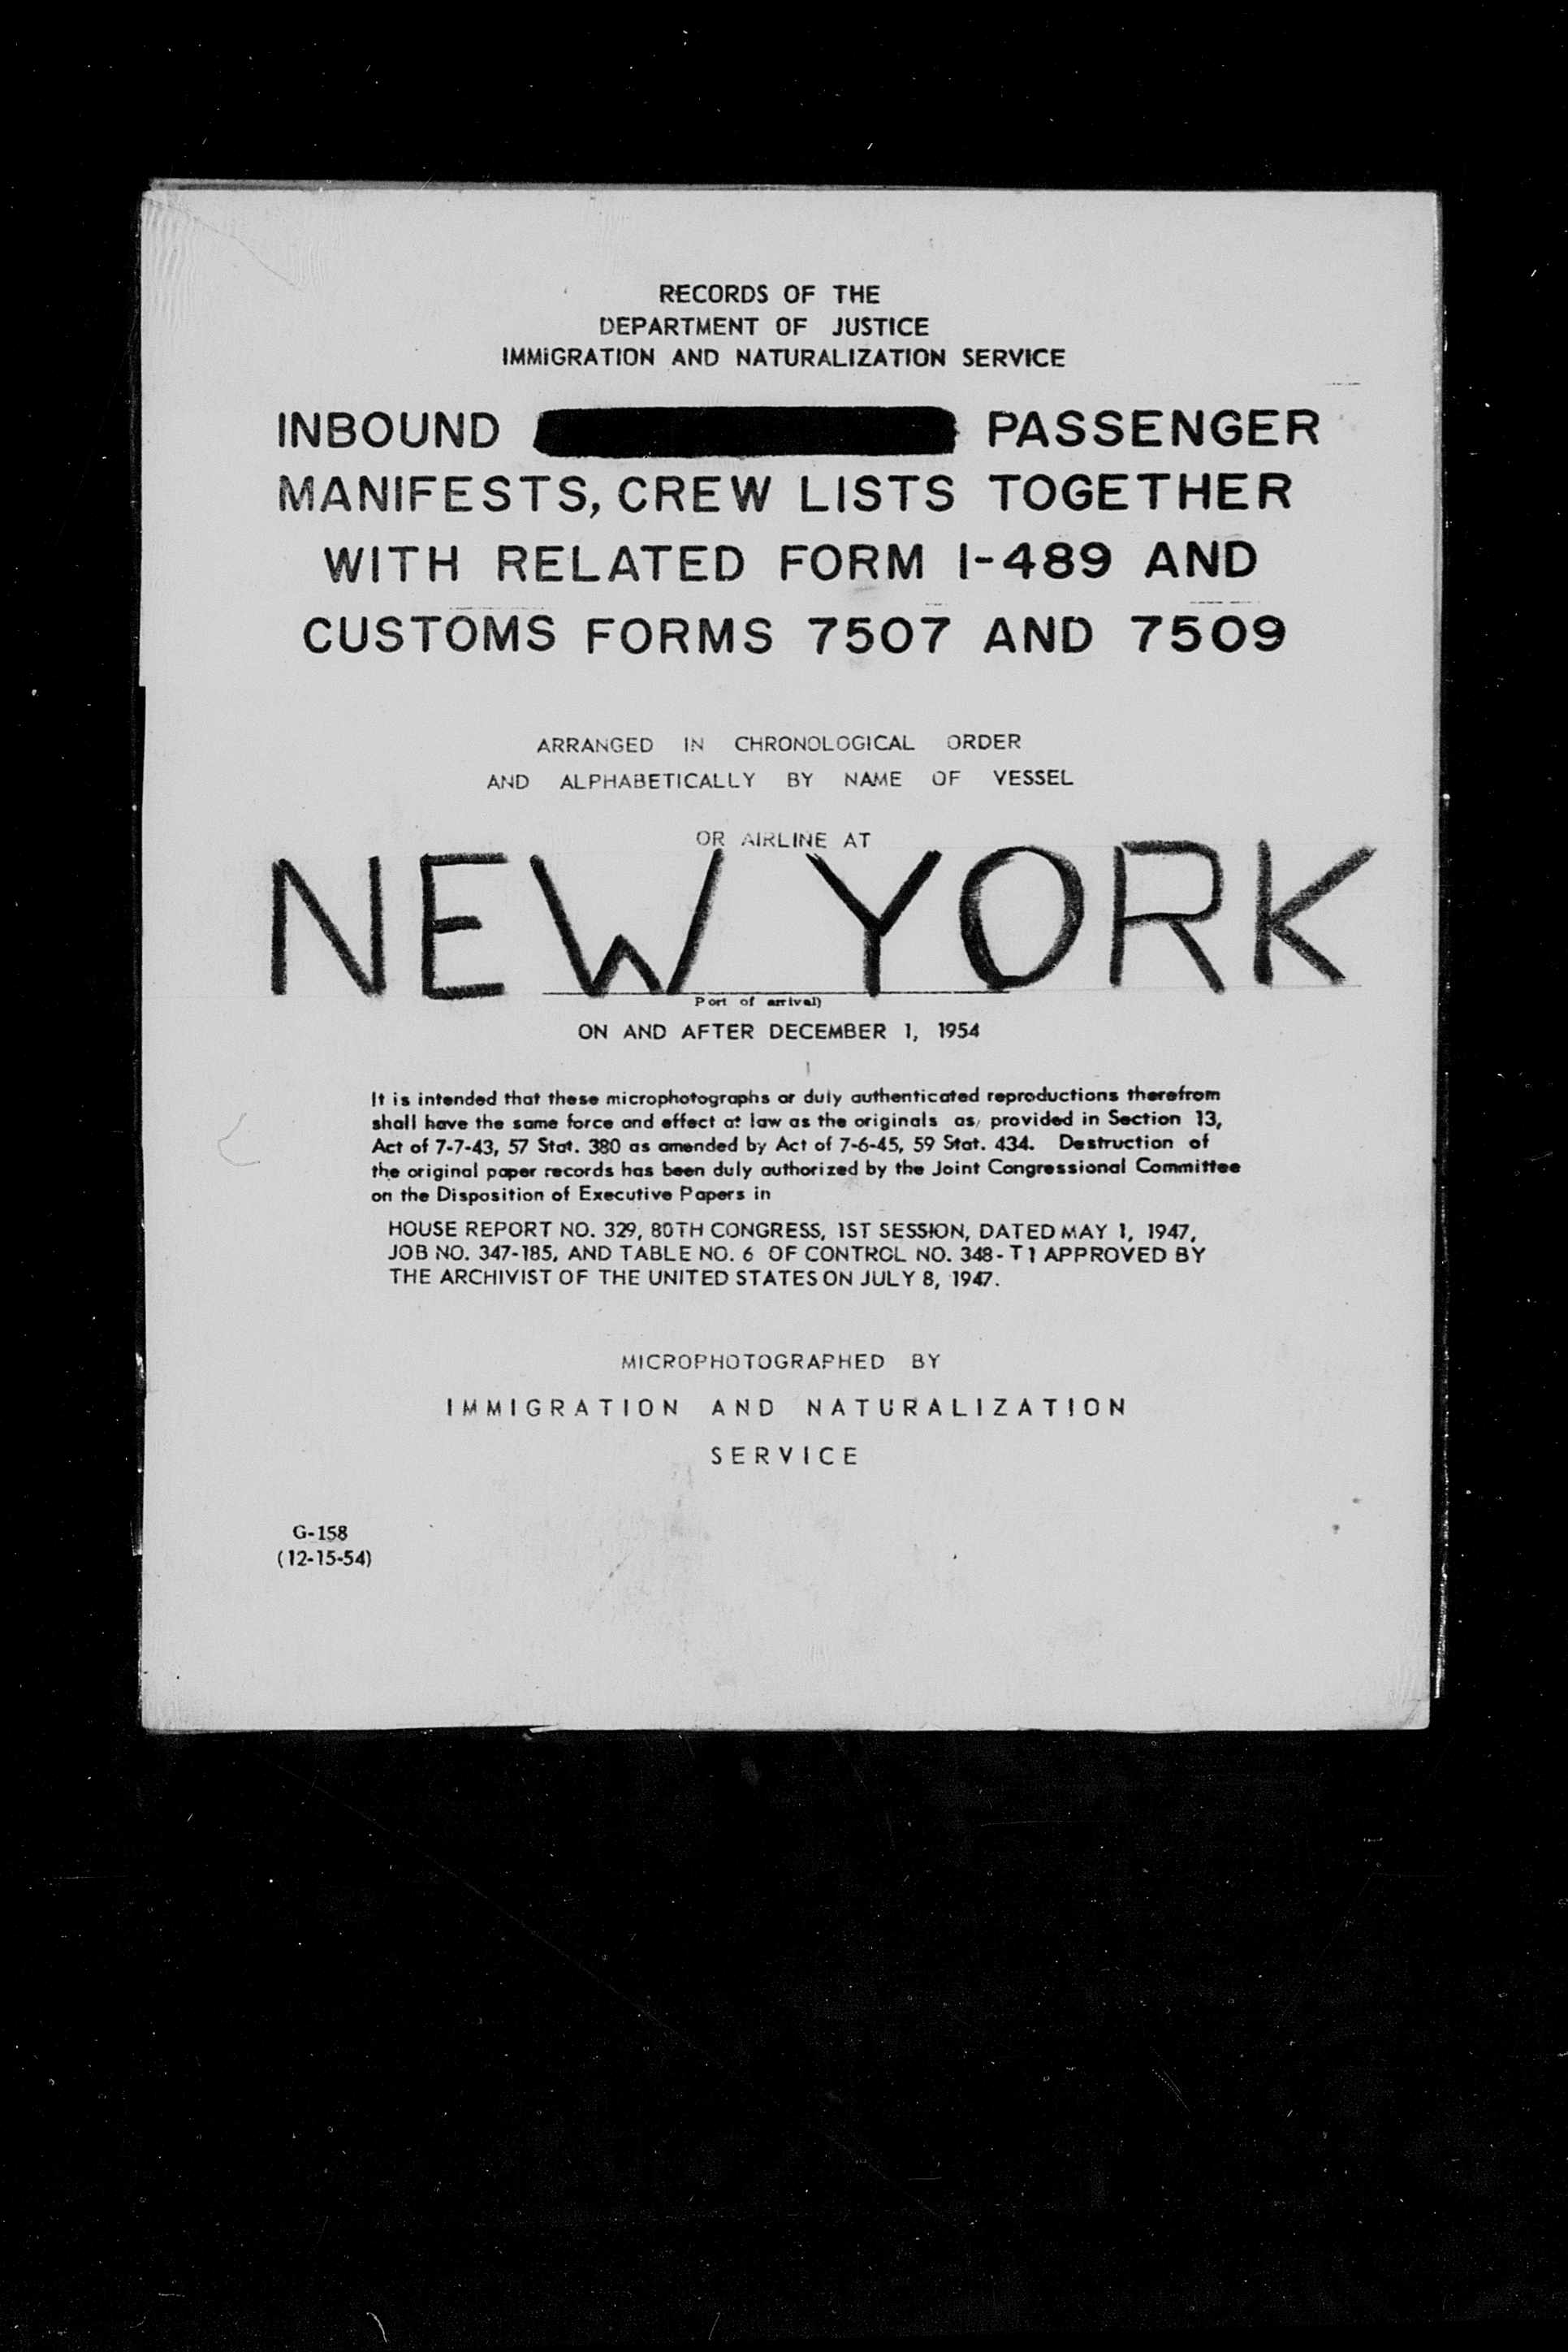 RECORDS OF THE
DEPARTMENT OF JUSTICE
IMMIGRATION AND NATURALIZATION SERVICE
INBOUND PASSENGER
MANIFESTS, CREW LISTS TOGETHER
WITH RELATED FORM I-489 AND
CUSTOMS FORMS 7507 AND 7509
ARRANGED IN CHRONOLOGICAL ORDER
AND ALPHABETICALLY BY NAME OF VESSEL
OR AIRLINE AT
NEW YORK
Port of arrival)
ON AND AFTER DECEMBER 1, 1954
It is intended that these microphotographs or duly authenticated reproductions therefrom
shall have the same force and effect at law as the originals as, provided in Section 13,
Act of 7-7-43, 57 Stat. 380 as amended by Act of 7-6-45, 59 Stat. 434. Destruction of
the original paper records has been duly authorized by the Joint Congressional Committee
on the Disposition of Executive Papers in
HOUSE REPORT NO. 329, 80TH CONGRESS, 1ST SESSION, DATED MAY 1, 1947,
JOB NO. 347-185, AND TABLE NO. 6 OF CONTROL NO. 348-T1 APPROVED BY
THE ARCHIVIST OF THE UNITED STATES ON JULY 8, 1947.
MICROPHOTOGRAPHED BY
IMMIGRATION AND NATURALIZATION
SERVICE
G-158
(12-15-54)